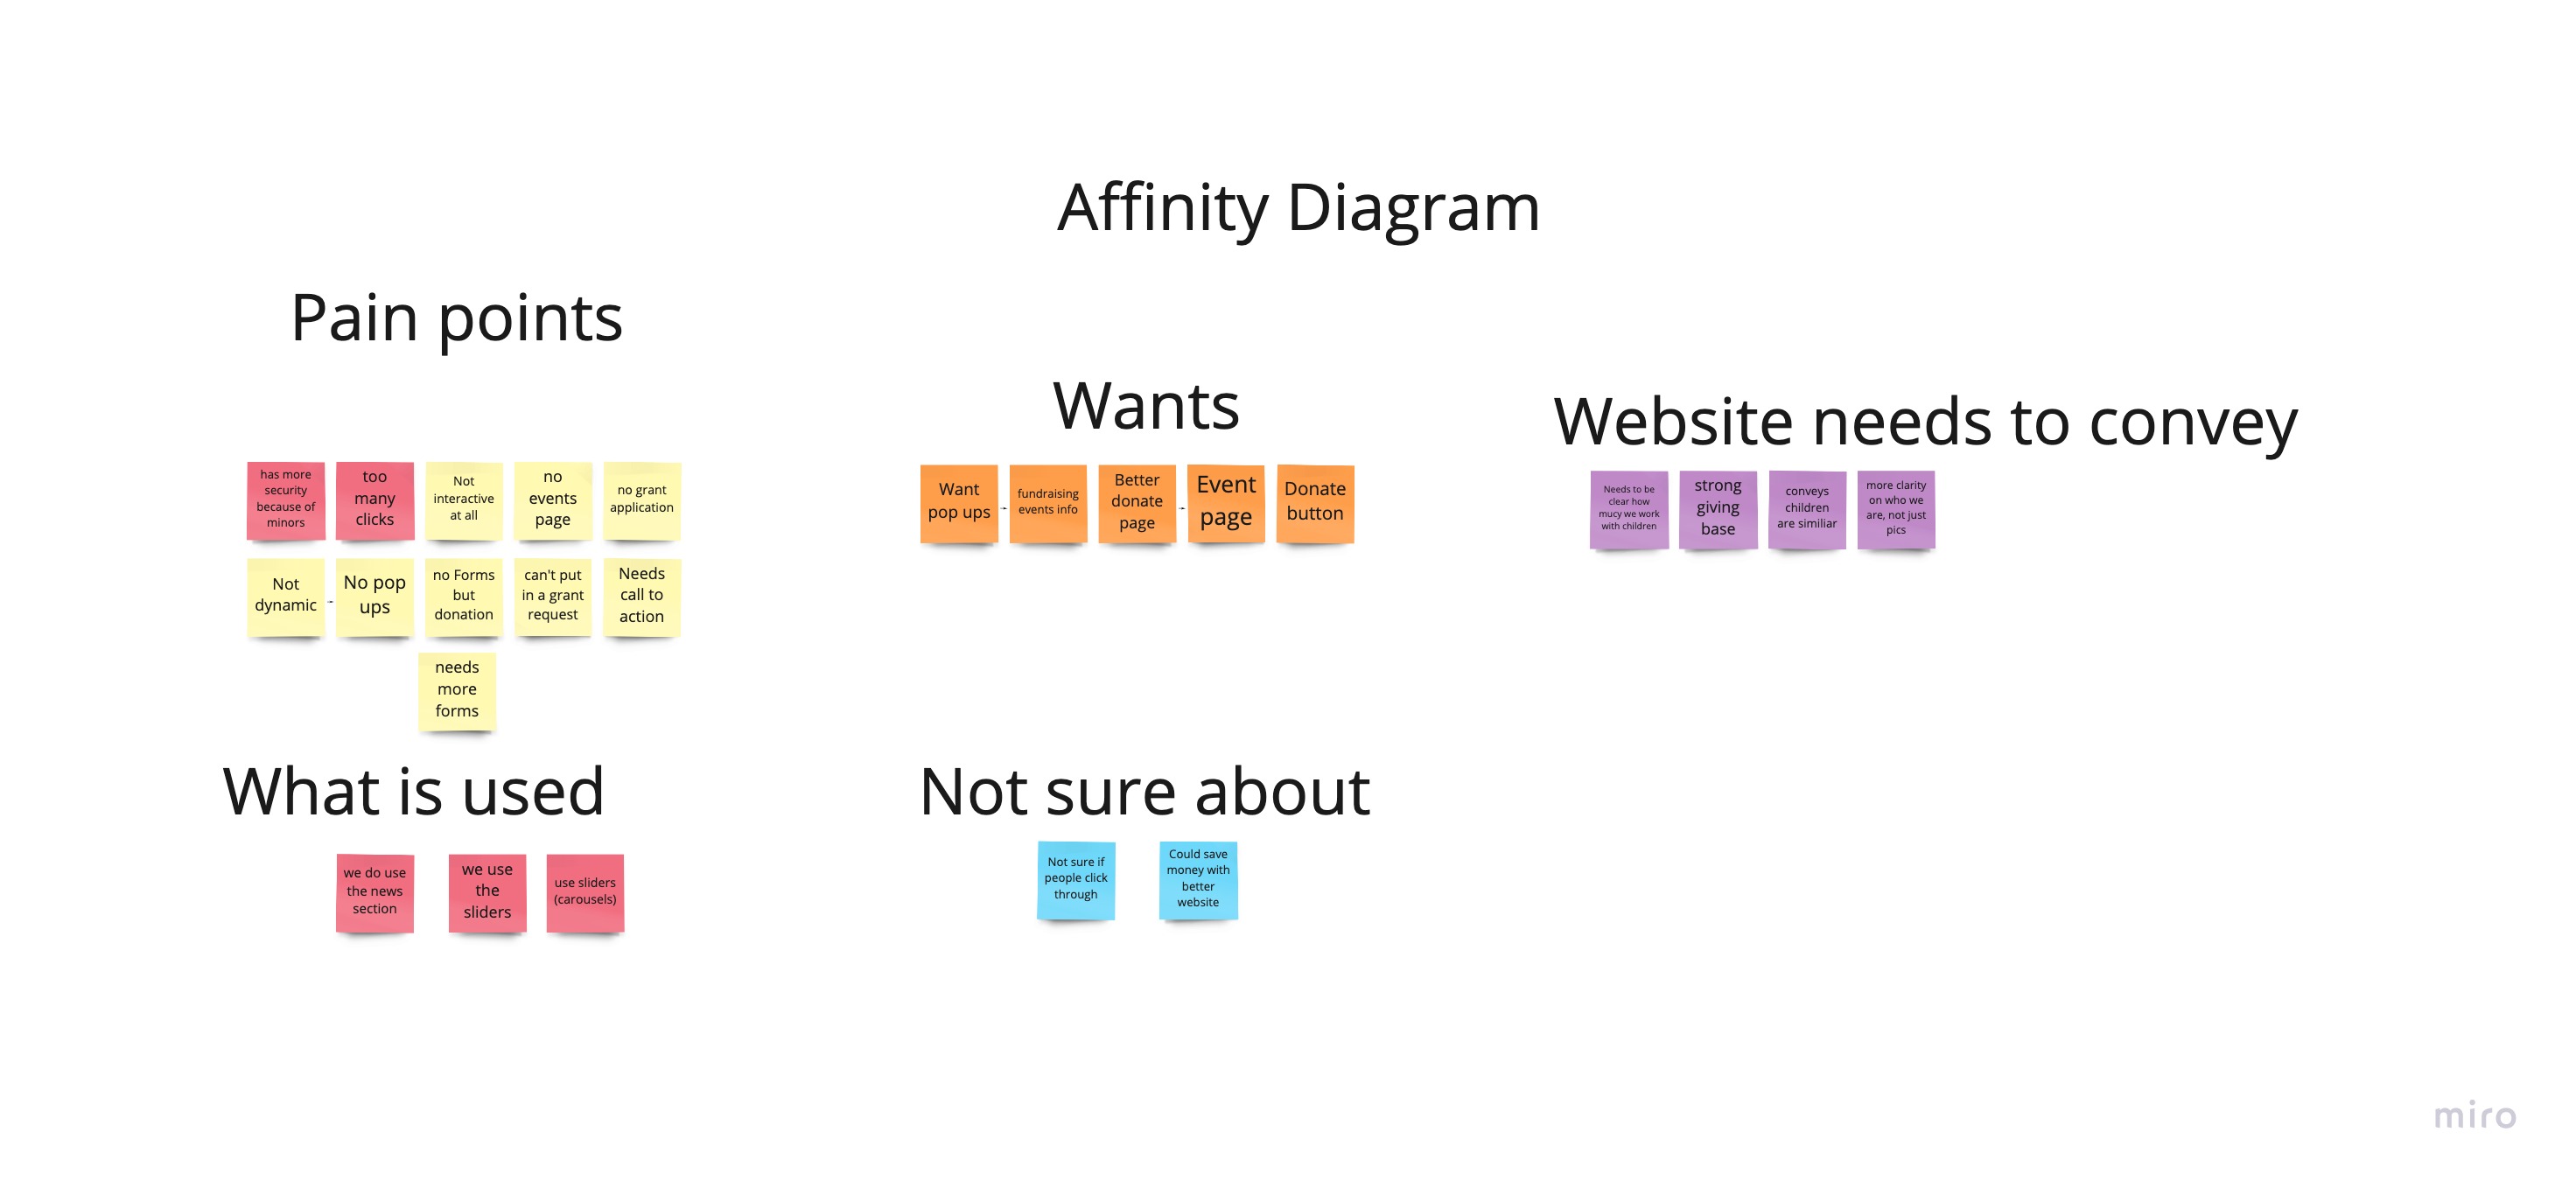 Affinity Diagram
Pain points
has more
security
because of
minors
too
many
clicks
Not
interactive
at all
no
events
page
no grant
application
Not
dynamic
No pop
ups
no Forms
but
donation
can't put
in a grant
request
Needs
call to
action
needs
more
forms
Wants
Want
pop ups
fundraising
events info
Better
donate
page
Event
page
Donate
button
Website needs to convey
Needs to be
clear how
mucy we work
with children
strong
giving
base
conveys
children
are similiar
more clarity
on who we
are, not just
pics
What is used
we do use
the news
section
we use
the
sliders
use sliders
(carousels)
Not sure about
Not sure if
people click
through
Could save
money with
better
website
miro